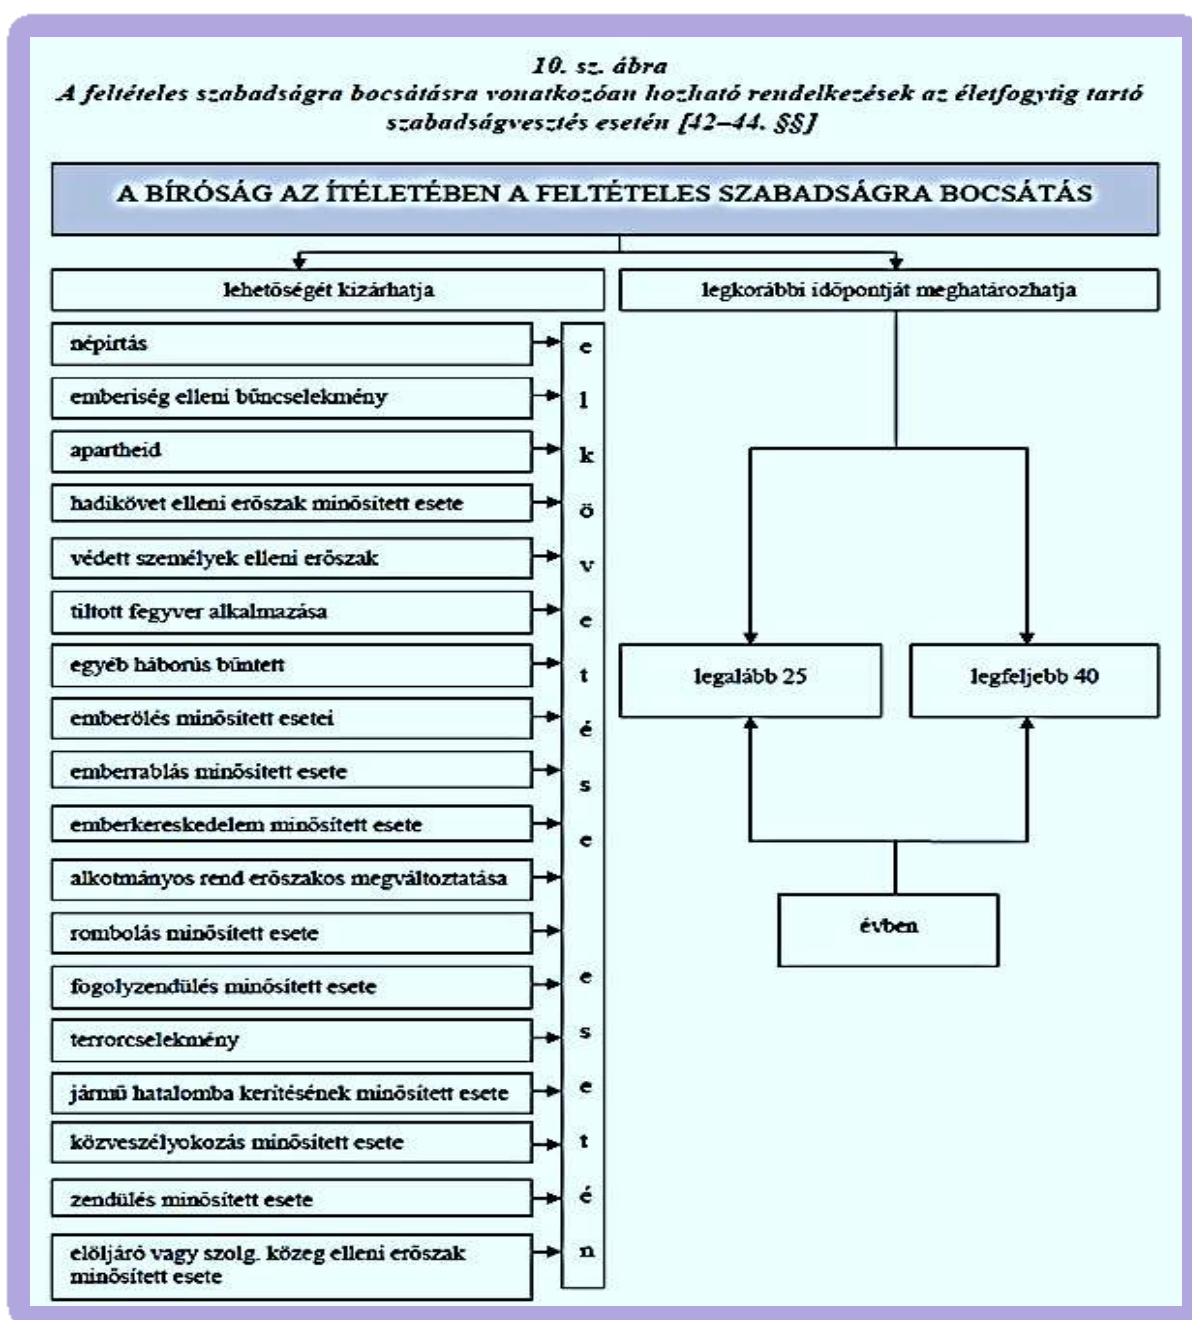 10. sz. ábra
A feltételes szabadságra bocsátásra vonatkozóan hozható rendelkezések az életfogytig tartó
szabadságvesztés esetén [42–44. §§]
A BÍRÓSÁG AZ ÍTÉLETÉBEN A FELTÉTELES SZABADSÁGRA BOCSÁTÁS
lehetőségét kizárhatja
népirtás
emberiség elleni bűncselekmény
apartheid
hadikövet elleni erőszak minősített esete
védett személyek elleni erőszak
tiltott fegyver alkalmazása
egyéb háborús bűntett
emberölés minősített esetei
emberrablás minősített esete
emberkereskedelem minősített esete
alkotmányos rend erőszakos megváltoztatása
rombolás minősített esete
fogolyzendülés minősített esete
terrorcselekmény
jármű hatalomba kerítésének minősített esete
közveszélyokozás minősített esete
zendülés minősített esete
elöljáró vagy szolg. közeg elleni erőszak
minősített esete
elkövetése esetén
legkorábbi időpontját meghatározhatja
legalább 25
legfeljebb 40
évben